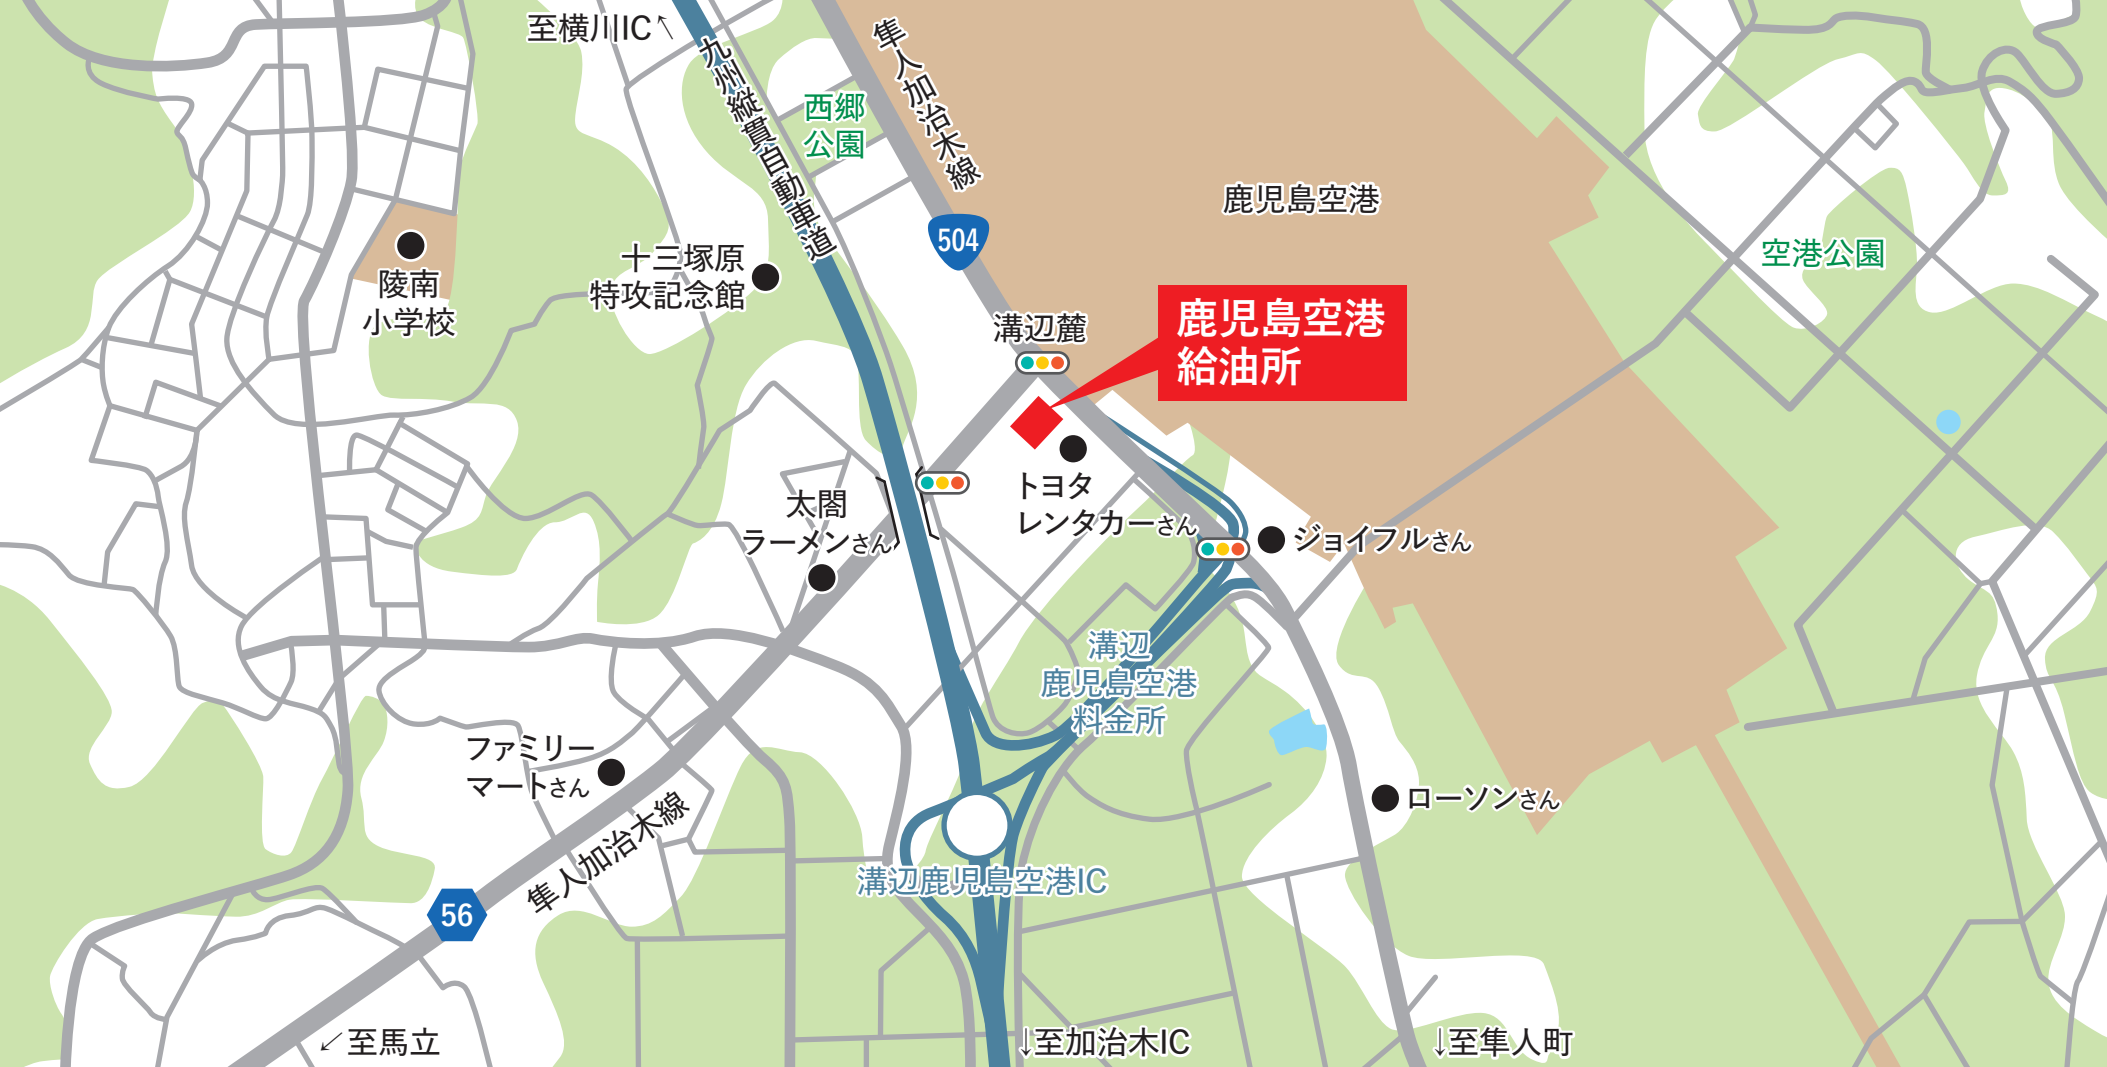 至横川IC↑
九州縦貫自動車道
西郷
公園
隼人加治木線
504
鹿児島空港
空港公園
陵南
小学校
十三塚原
特攻記念館
溝辺麓
鹿児島空港
給油所
トヨタ
レンタカーさん
ジョイフルさん
太閤
ラーメンさん
溝辺
鹿児島空港
料金所
ファミリー
マートさん
ローソンさん
隼人加治木線
溝辺鹿児島空港IC
56
↙至馬立
↓至加治木IC
↓至隼人町